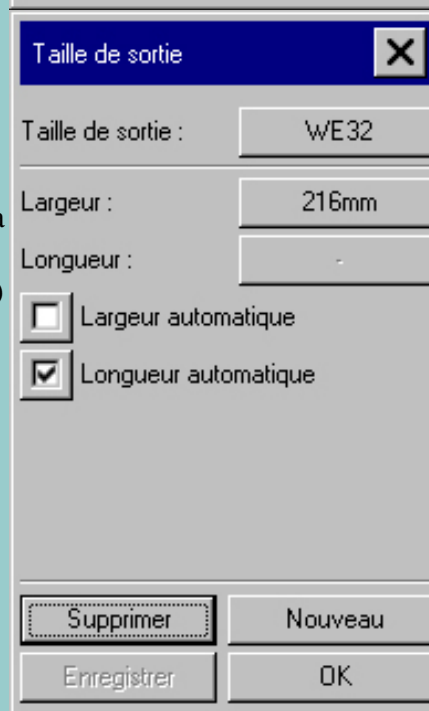 Taille de sortie
Taille de sortie : WE32
Largeur : 216mm
a
Longueur : -
)
Largeur automatique
Longueur automatique
Supprimer Nouveau
Enregistrer OK